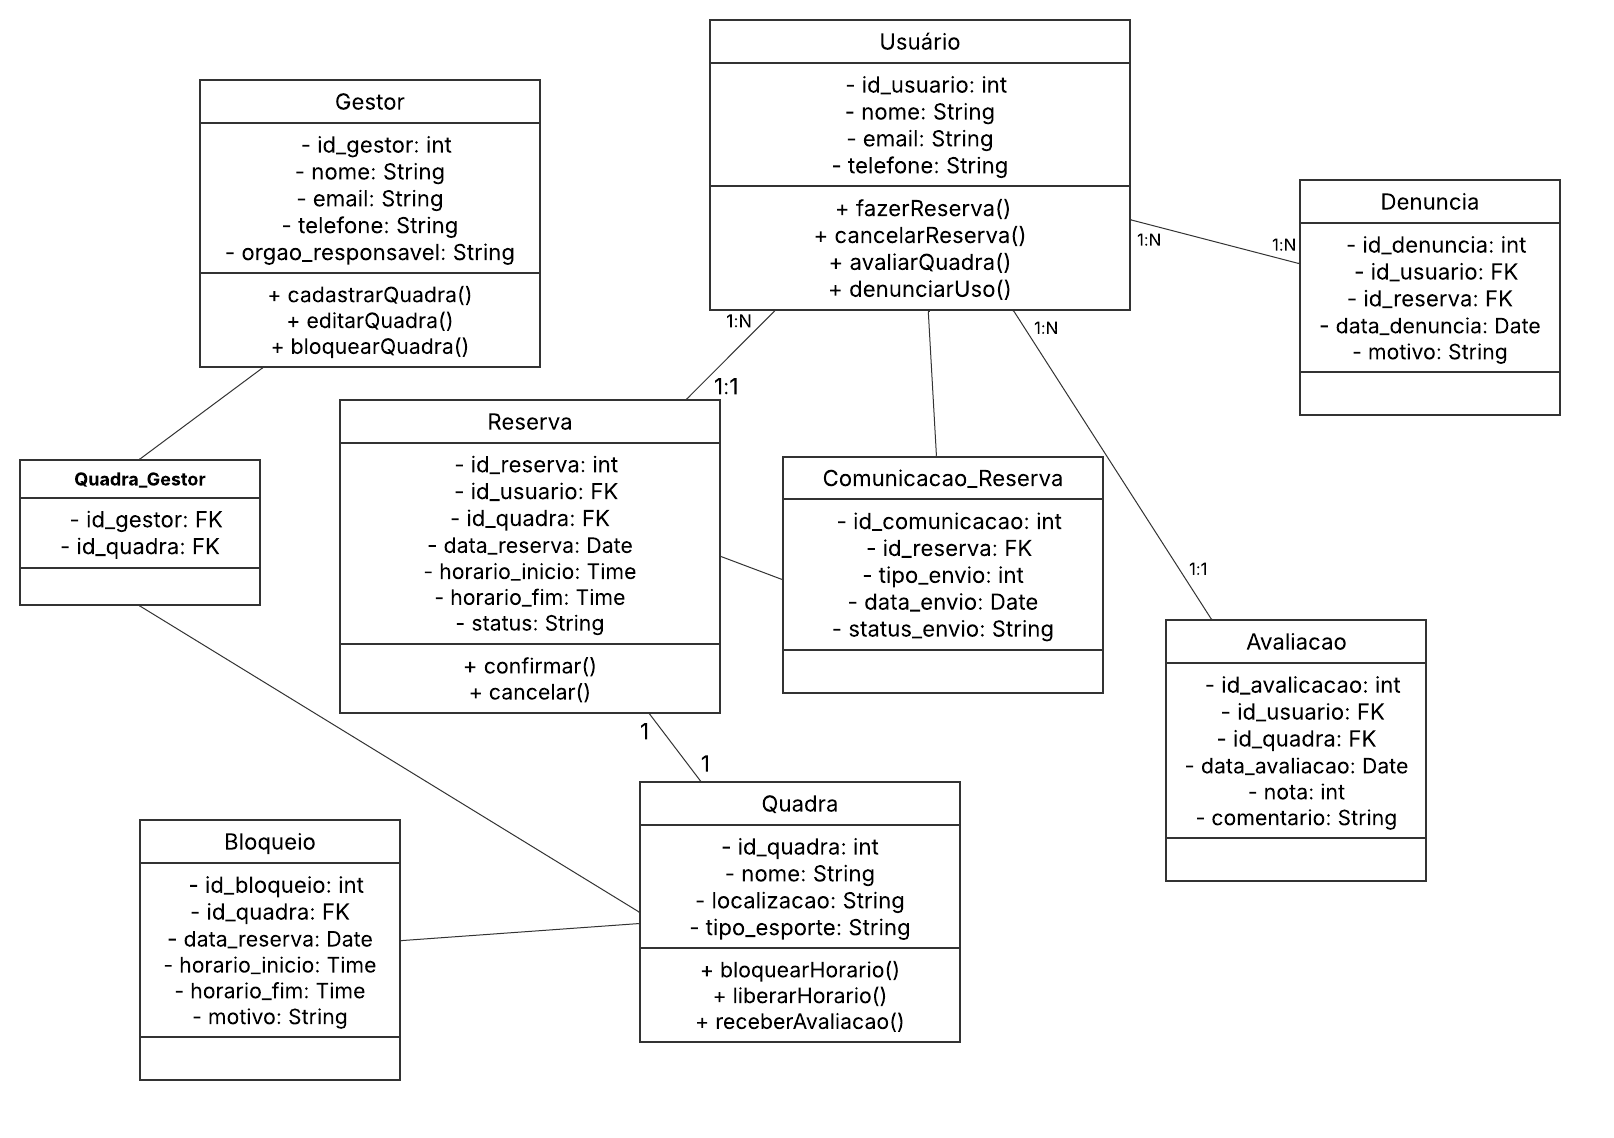 Usuário
- id_usuario: int
- nome: String
- email: String
- telefone: String
+ fazerReserva()
+ cancelarReserva()
+ avaliarQuadra()
+ denunciarUso()
Gestor
- id_gestor: int
- nome: String
- email: String
- telefone: String
- orgao_responsavel: String
+ cadastrarQuadra()
+ editarQuadra()
+ bloquearQuadra()
Denuncia
- id_denuncia: int
- id_usuario: FK
- id_reserva: FK
- data_denuncia: Date
- motivo: String
1:N
1:N
1:N
1:N
1:1
Reserva
- id_reserva: int
- id_usuario: FK
- id_quadra: FK
- data_reserva: Date
- horario_inicio: Time
- horario_fim: Time
- status: String
+ confirmar()
+ cancelar()
Quadra_Gestor
- id_gestor: FK
- id_quadra: FK
Comunicacao_Reserva
- id_comunicacao: int
- id_reserva: FK
- tipo_envio: int
- data_envio: Date
- status_envio: String
1:1
Avaliacao
- id_avalicacao: int
- id_usuario: FK
- id_quadra: FK
- data_avaliacao: Date
- nota: int
- comentario: String
1
1
Quadra
- id_quadra: int
- nome: String
- localizacao: String
- tipo_esporte: String
+ bloquearHorario()
+ liberarHorario()
+ receberAvaliacao()
Bloqueio
- id_bloqueio: int
- id_quadra: FK
- data_reserva: Date
- horario_inicio: Time
- horario_fim: Time
- motivo: String